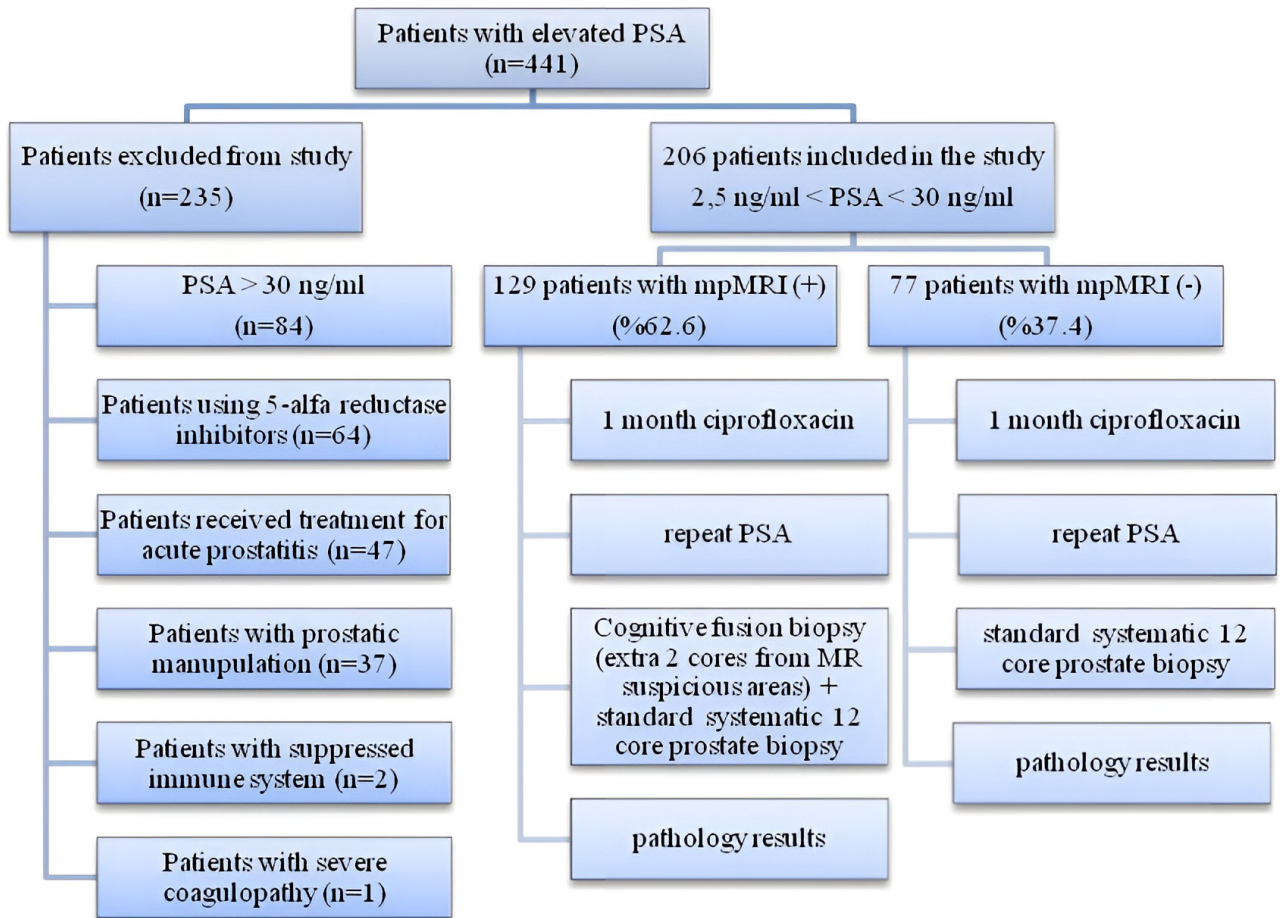 Patients with elevated PSA
(n=441)
Patients excluded from study
(n=235)
PSA > 30 ng/ml
(n=84)
Patients using 5-alfa reductase
inhibitors (n=64)
Patients received treatment for
acute prostatitis (n=47)
Patients with prostatic
manupulation (n=37)
Patients with suppressed
immune system (n=2)
Patients with severe
coagulopathy (n=1)
206 patients included in the study
2,5 ng/ml < PSA < 30 ng/ml
129 patients with mpMRI (+)
(%62.6)
1 month ciprofloxacin
repeat PSA
Cognitive fusion biopsy
(extra 2 cores from MR
suspicious areas) +
standard systematic 12
core prostate biopsy
pathology results
77 patients with mpMRI (-)
(%37.4)
1 month ciprofloxacin
repeat PSA
standard systematic 12
core prostate biopsy
pathology results